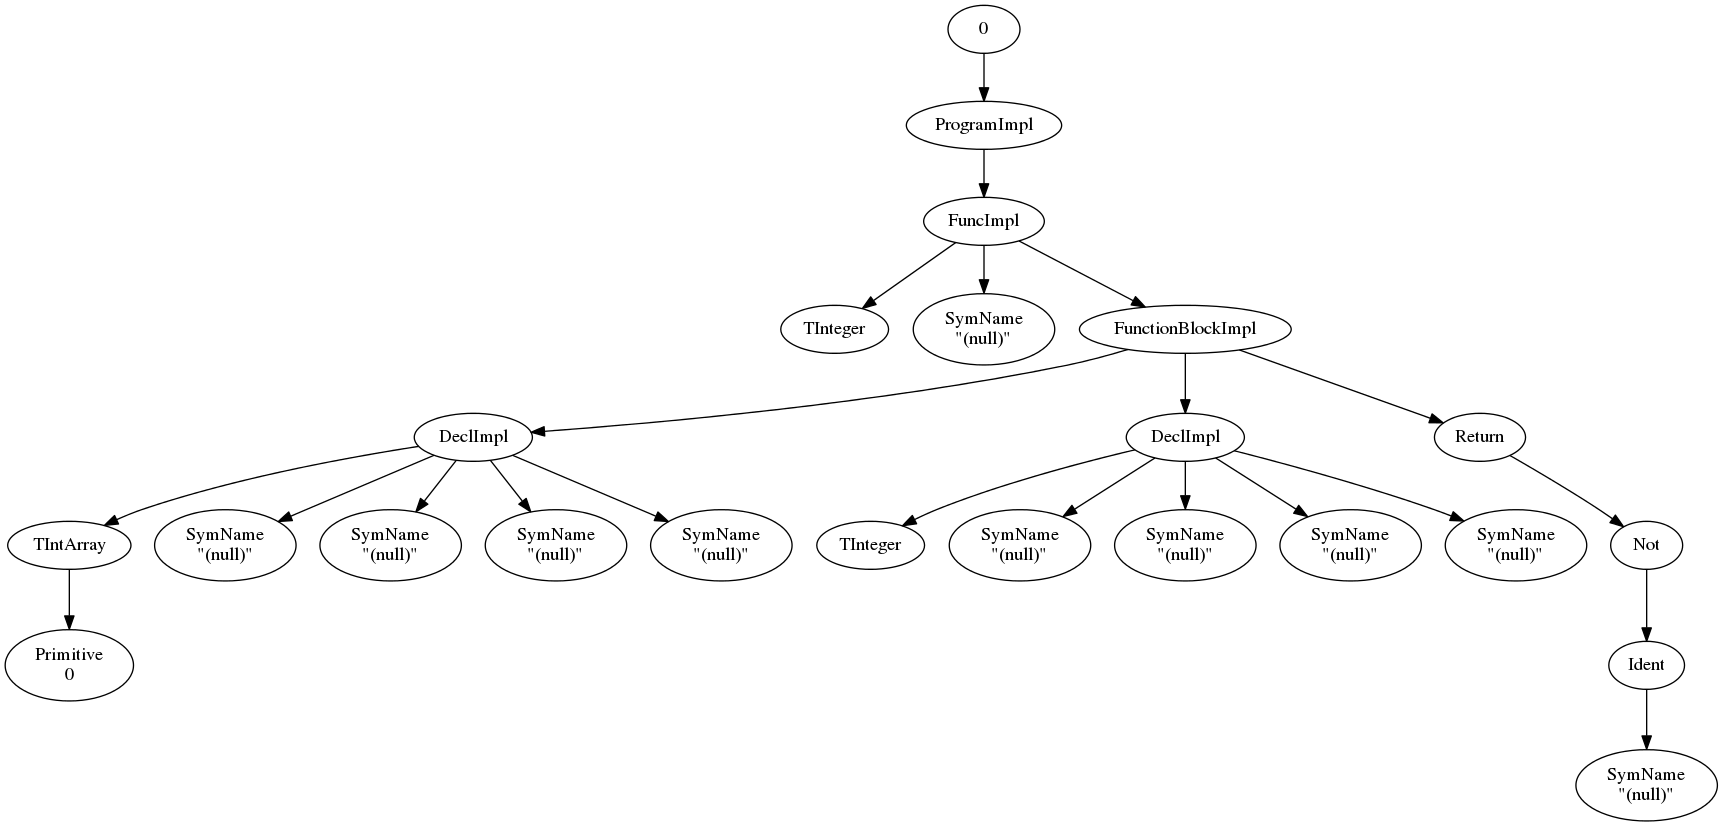 0
ProgramImpl
FuncImpl
TInteger
SymName
"(null)"
FunctionBlockImpl
DeclImpl
DeclImpl
Return
TIntArray
SymName
"(null)"
SymName
"(null)"
SymName
"(null)"
SymName
"(null)"
TInteger
SymName
"(null)"
SymName
"(null)"
SymName
"(null)"
SymName
"(null)"
Not
Primitive
0
Ident
SymName
"(null)"